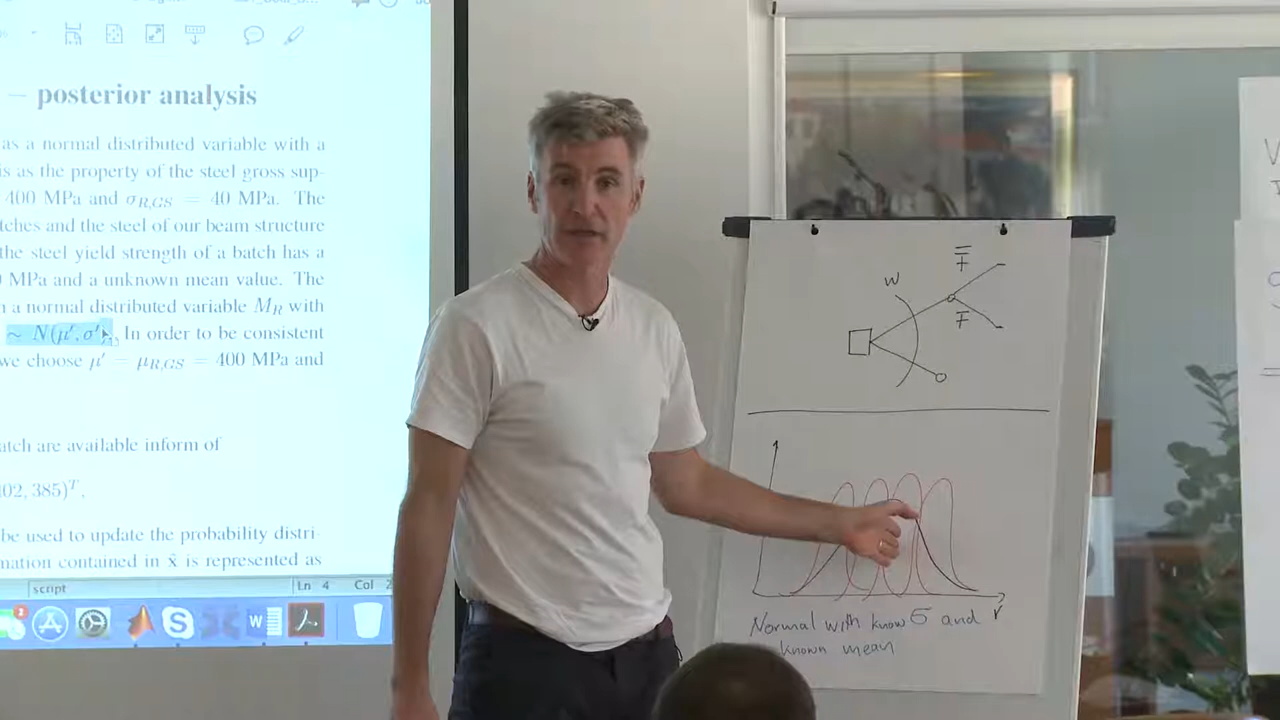 — posterior analysis
as a normal distributed variable with a
is as the property of the steel gross sup-
400 MPa and σR,GS = 40 MPa. The
tches and the steel of our beam structure
the steel yield strength of a batch has a
MPa and a unknown mean value. The
a normal distributed variable MR with
~ N(μ′, σ′). In order to be consistent
we choose μ′ = μR,GS = 400 MPa and
atch are available inform of
02, 385)ᵀ,
be used to update the probability distri-
mation contained in x̂ is represented as
script
Ln 4 Col 2
W
F̅
F
r
Normal with know σ and
known mean